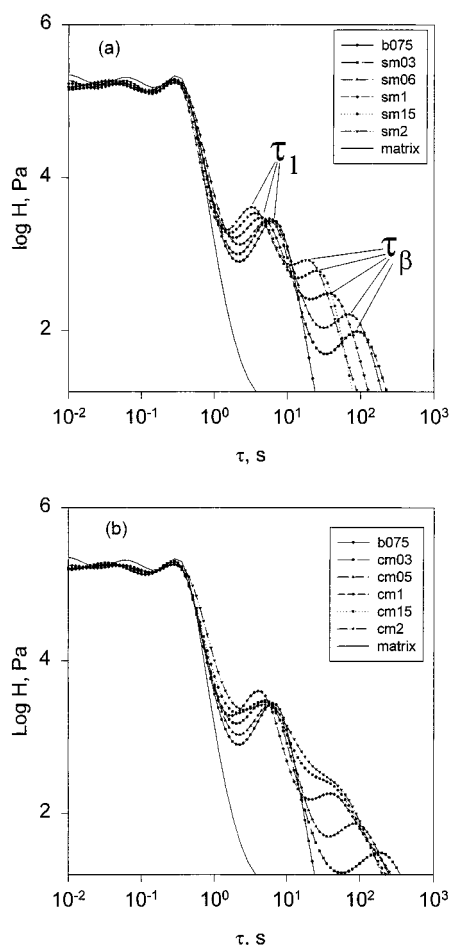 (a)
6
4
2
log H, Pa
b075
sm03
sm06
sm1
sm15
sm2
matrix
τ1
τβ
10-2 10-1 100 101 102 103
τ, s
(b)
6
4
2
Log H, Pa
b075
cm03
cm05
cm1
cm15
cm2
matrix
10-2 10-1 100 101 102 103
τ, s